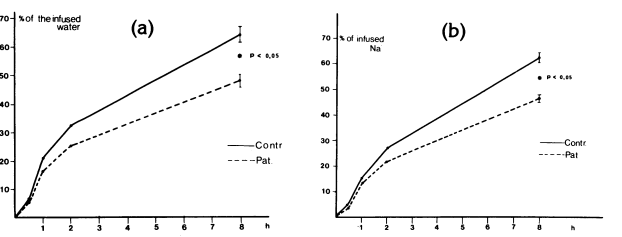 % of the infused
water
(a)
70
60
50
40
30
20
10
P < 0,05
Contr
Pat.
1 2 3 4 5 6 7 8 h
(b)
% of infused
Na
70
60
50
40
30
20
10
P < 0,05
Contr
Pat
1 2 3 4 5 6 7 8 h